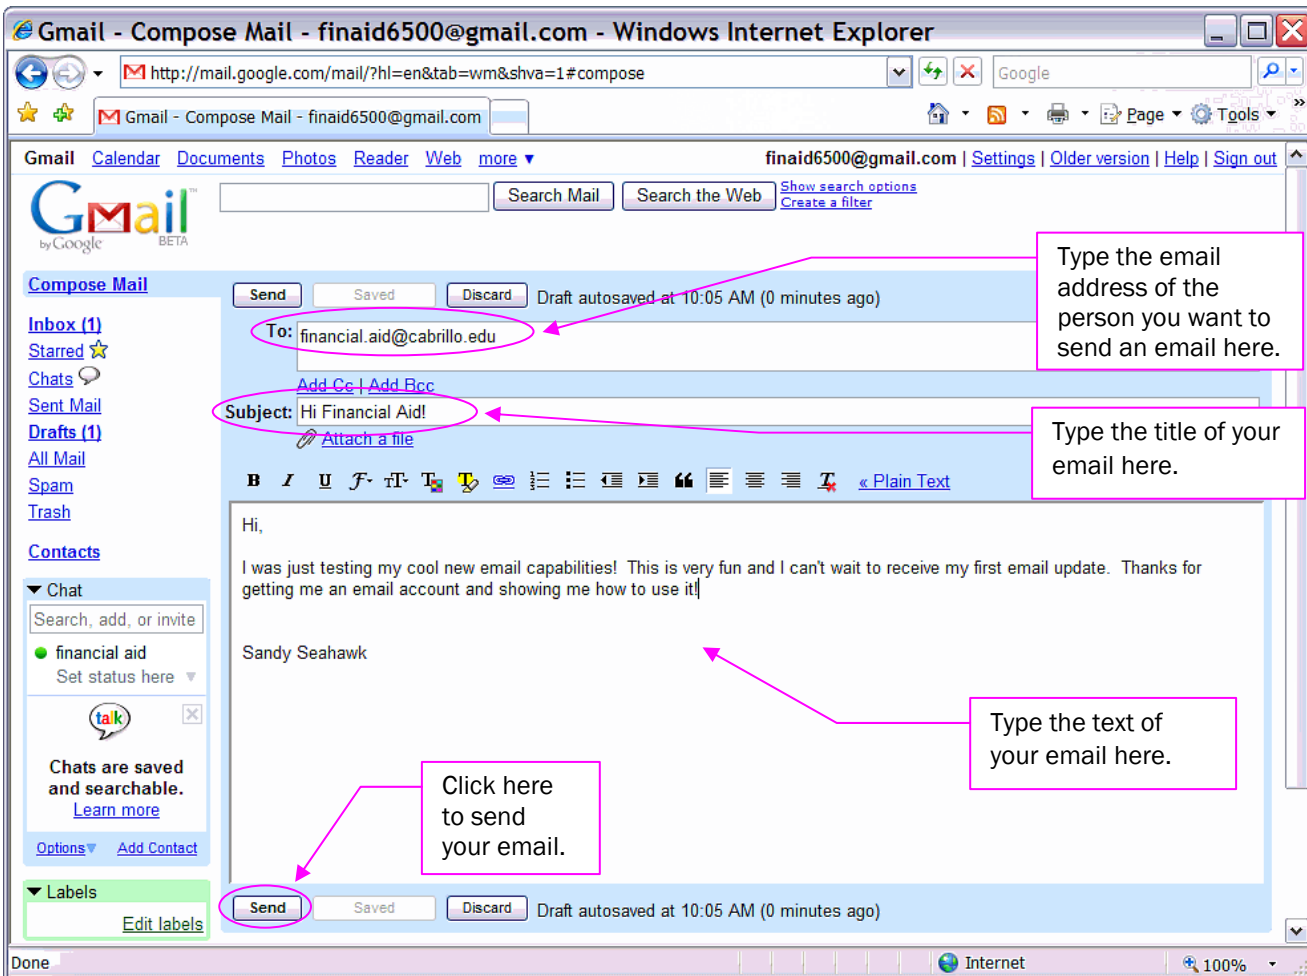 Gmail - Compose Mail - finaid6500@gmail.com - Windows Internet Explorer
http://mail.google.com/mail/?hl=en&tab=wm&shva=1#compose
Google
Gmail - Compose Mail - finaid6500@gmail.com
Page
Tools
Gmail Calendar Documents Photos Reader Web more ▼
finaid6500@gmail.com | Settings | Older version | Help | Sign out
Gmail™
by Google BETA
Search Mail
Search the Web
Show search options
Create a filter
Type the email
address of the
person you want to
send an email here.
Compose Mail
Send Saved Discard Draft autosaved at 10:05 AM (0 minutes ago)
To: financial.aid@cabrillo.edu
Add Cc | Add Bcc
Subject: Hi Financial Aid!
Attach a file
Type the title of your
email here.
Inbox (1)
Starred
Chats
Sent Mail
Drafts (1)
All Mail
Spam
Trash
Contacts
B I U F T T T T « Plain Text
Hi,
I was just testing my cool new email capabilities! This is very fun and I can't wait to receive my first email update. Thanks for
getting me an email account and showing me how to use it!
Sandy Seahawk
Type the text of
your email here.
Chat
Search, add, or invite
financial aid
Set status here
talk
Chats are saved
and searchable.
Learn more
Options Add Contact
Click here
to send
your email.
Labels
Edit labels
Send Saved Discard Draft autosaved at 10:05 AM (0 minutes ago)
Done
Internet
100%